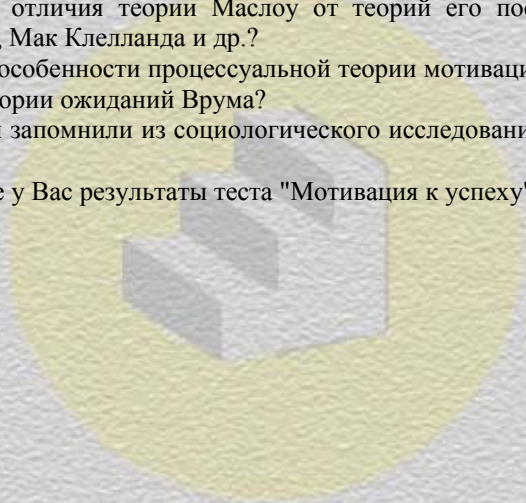 отличия теории Маслоу от теорий его пос
, Мак Клелланда и др.?
особенности процессуальной теории мотиваци
ории ожиданий Врума?
запомнили из социологического исследовани
е у Вас результаты теста "Мотивация к успеху"